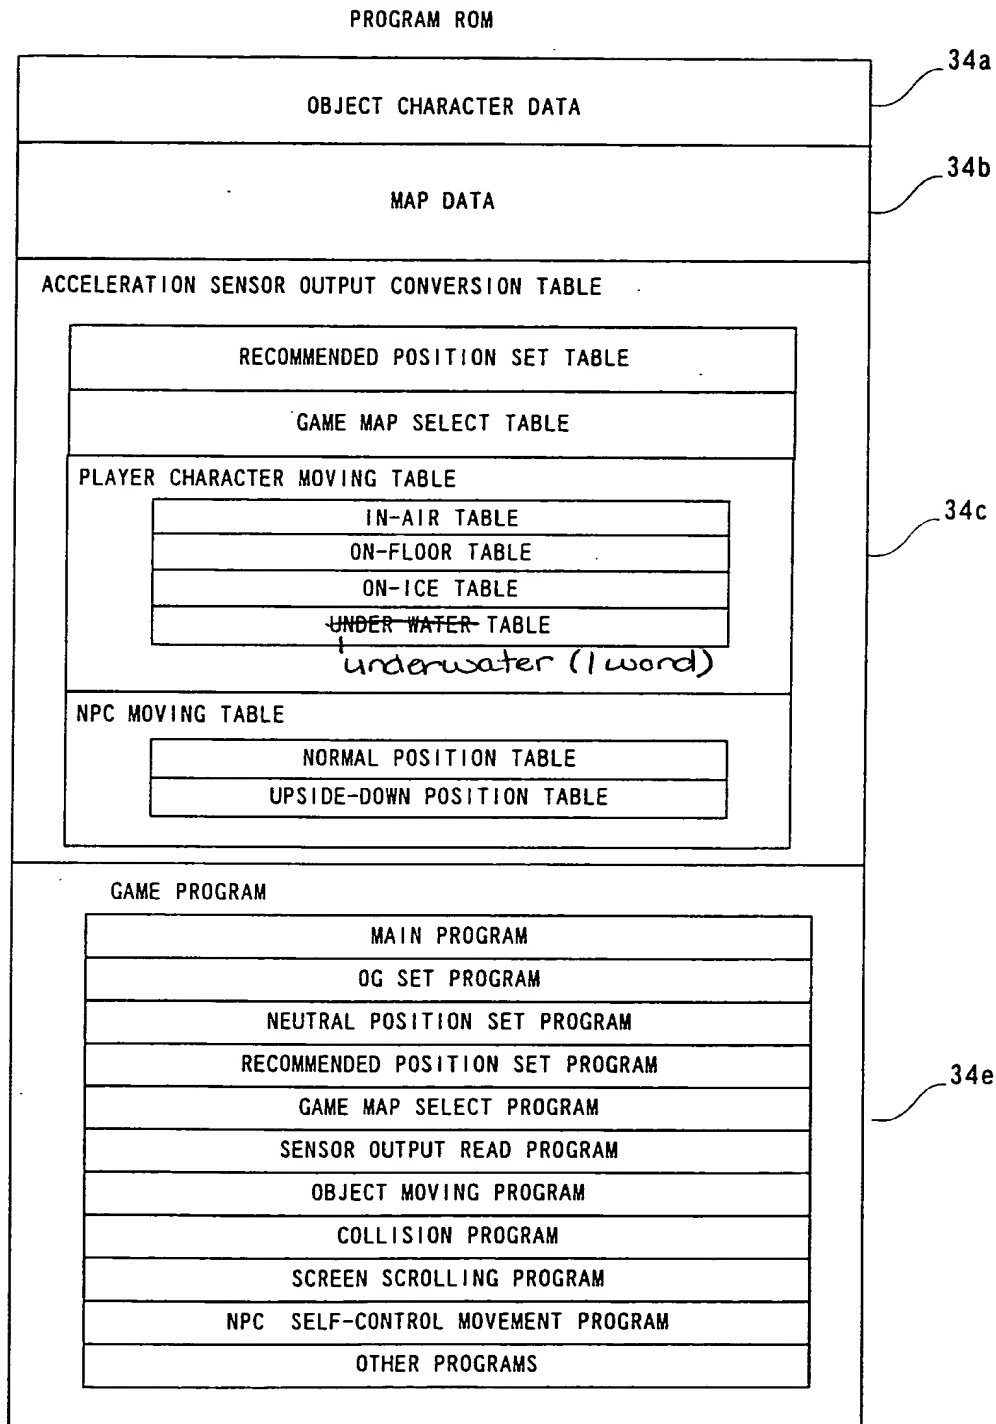 PROGRAM ROM
34a
OBJECT CHARACTER DATA
34b
MAP DATA
ACCELERATION SENSOR OUTPUT CONVERSION TABLE
RECOMMENDED POSITION SET TABLE
GAME MAP SELECT TABLE
PLAYER CHARACTER MOVING TABLE
IN-AIR TABLE
34c
ON-FLOOR TABLE
ON-ICE TABLE
UNDER WATER TABLE
underwater (1 word)
NPC MOVING TABLE
NORMAL POSITION TABLE
UPSIDE-DOWN POSITION TABLE
GAME PROGRAM
MAIN PROGRAM
0G SET PROGRAM
NEUTRAL POSITION SET PROGRAM
RECOMMENDED POSITION SET PROGRAM
34e
GAME MAP SELECT PROGRAM
SENSOR OUTPUT READ PROGRAM
OBJECT MOVING PROGRAM
COLLISION PROGRAM
SCREEN SCROLLING PROGRAM
NPC SELF-CONTROL MOVEMENT PROGRAM
OTHER PROGRAMS